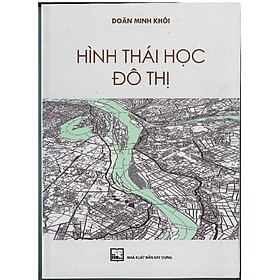 DOÃN MINH KHÔI
HÌNH THÁI HỌC
ĐÔ THỊ
NHÀ XUẤT BẢN XÂY DỰNG